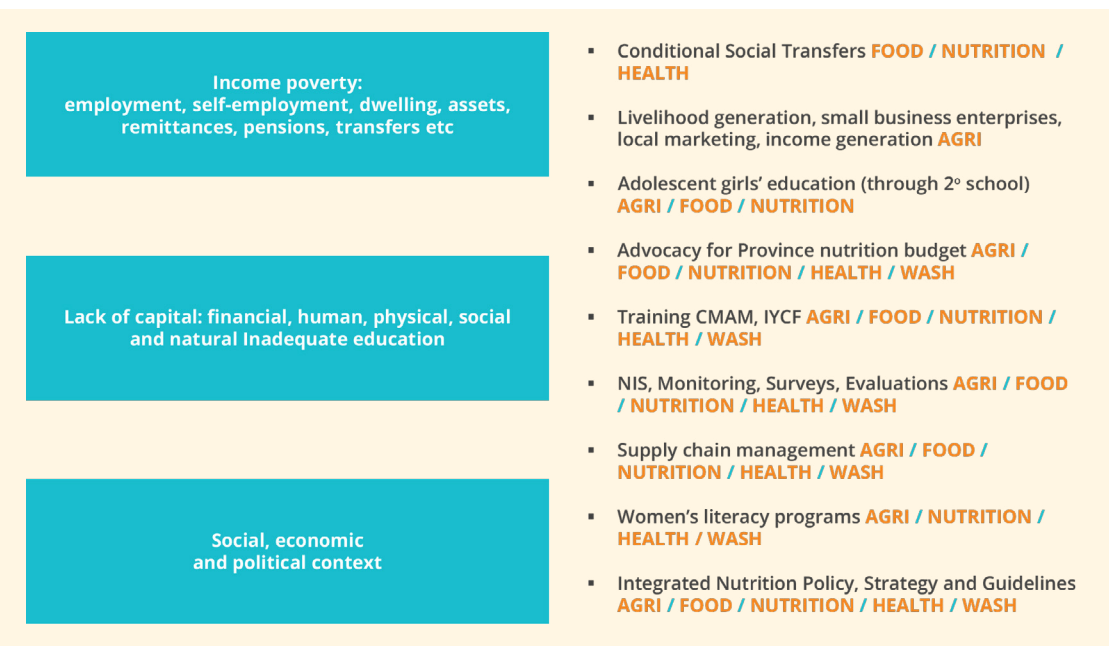 Income poverty:
employment, self-employment, dwelling, assets,
remittances, pensions, transfers etc
Lack of capital: financial, human, physical, social
and natural Inadequate education
Social, economic
and political context
▪ Conditional Social Transfers FOOD / NUTRITION /
HEALTH
▪ Livelihood generation, small business enterprises,
local marketing, income generation AGRI
▪ Adolescent girls’ education (through 2º school)
AGRI / FOOD / NUTRITION
▪ Advocacy for Province nutrition budget AGRI /
FOOD / NUTRITION / HEALTH / WASH
▪ Training CMAM, IYCF AGRI / FOOD / NUTRITION /
HEALTH / WASH
▪ NIS, Monitoring, Surveys, Evaluations AGRI / FOOD
/ NUTRITION / HEALTH / WASH
▪ Supply chain management AGRI / FOOD /
NUTRITION / HEALTH / WASH
▪ Women’s literacy programs AGRI / NUTRITION /
HEALTH / WASH
▪ Integrated Nutrition Policy, Strategy and Guidelines
AGRI / FOOD / NUTRITION / HEALTH / WASH